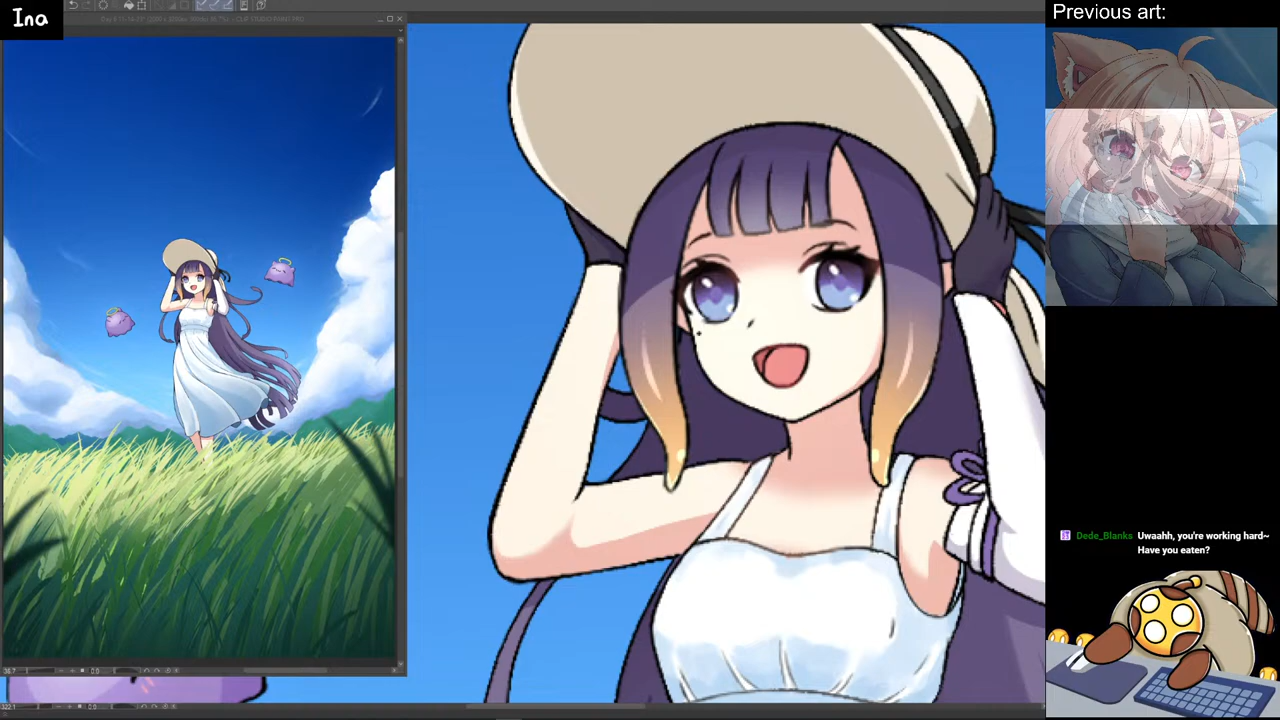 Ina
Previous art:
Dede_Blanks Uwaahh, you're working hard~
Have you eaten?